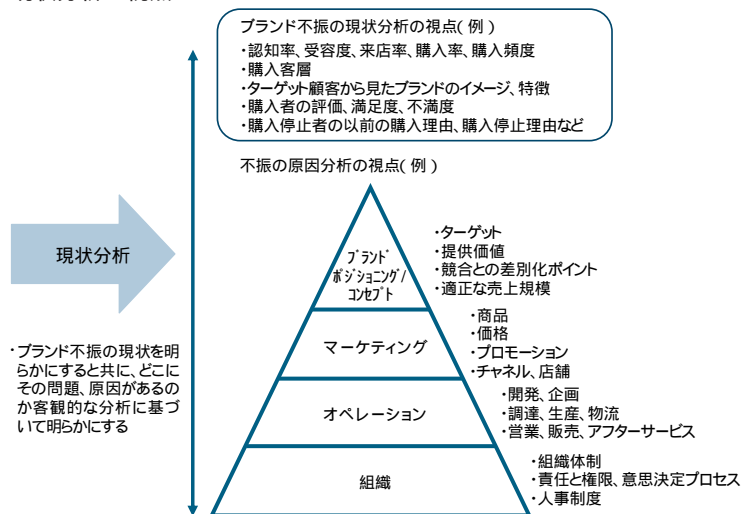 ブランド不振の現状分析の視点(例)
・認知率、受容度、来店率、購入率、購入頻度
・購入客層
・ターゲット顧客から見たブランドのイメージ、特徴
・購入者の評価、満足度、不満度
・購入停止者の以前の購入理由、購入停止理由など
不振の原因分析の視点(例)
現状分析
・ブランド不振の現状を明
らかにすると共に、どこに
その問題、原因があるの
か客観的な分析に基づ
いて明らかにする
ブランド
ポジショニング/
コンセプト
・ターゲット
・提供価値
・競合との差別化ポイント
・適正な売上規模
マーケティング
・商品
・価格
・プロモーション
・チャネル、店舗
オペレーション
・開発、企画
・調達、生産、物流
・営業、販売、アフターサービス
組織
・組織体制
・責任と権限、意思決定プロセス
・人事制度